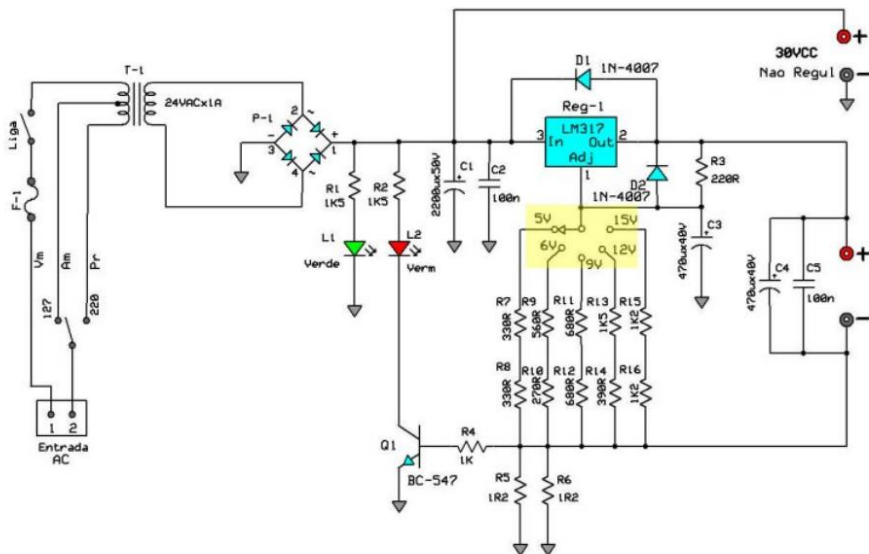 T-1
24VACx1A
P-1
2
~
-
3
+
1
4
~
Liga
F-1
Vm
Am
Pr
127
220
1 2
Entrada
AC
R1
1K5
R2
1K5
L1
Verde
L2
Verm
C1
2200ux50V
C2
100n
D1
1N-4007
Reg-1
LM317
3 In Out 2
Adj
1
1N-4007
D2
R3
220R
C3
470ux40V
30VCC
Nao Regul
+
-
5V
6V
9V
12V
15V
R7
330R
R9
560R
R11
680R
R13
1K5
R15
1K2
R8
330R
R10
270R
R12
680R
R14
390R
R16
1K2
C4
470ux40V
C5
100n
+
-
Q1
BC-547
R4
1K
R5
1R2
R6
1R2